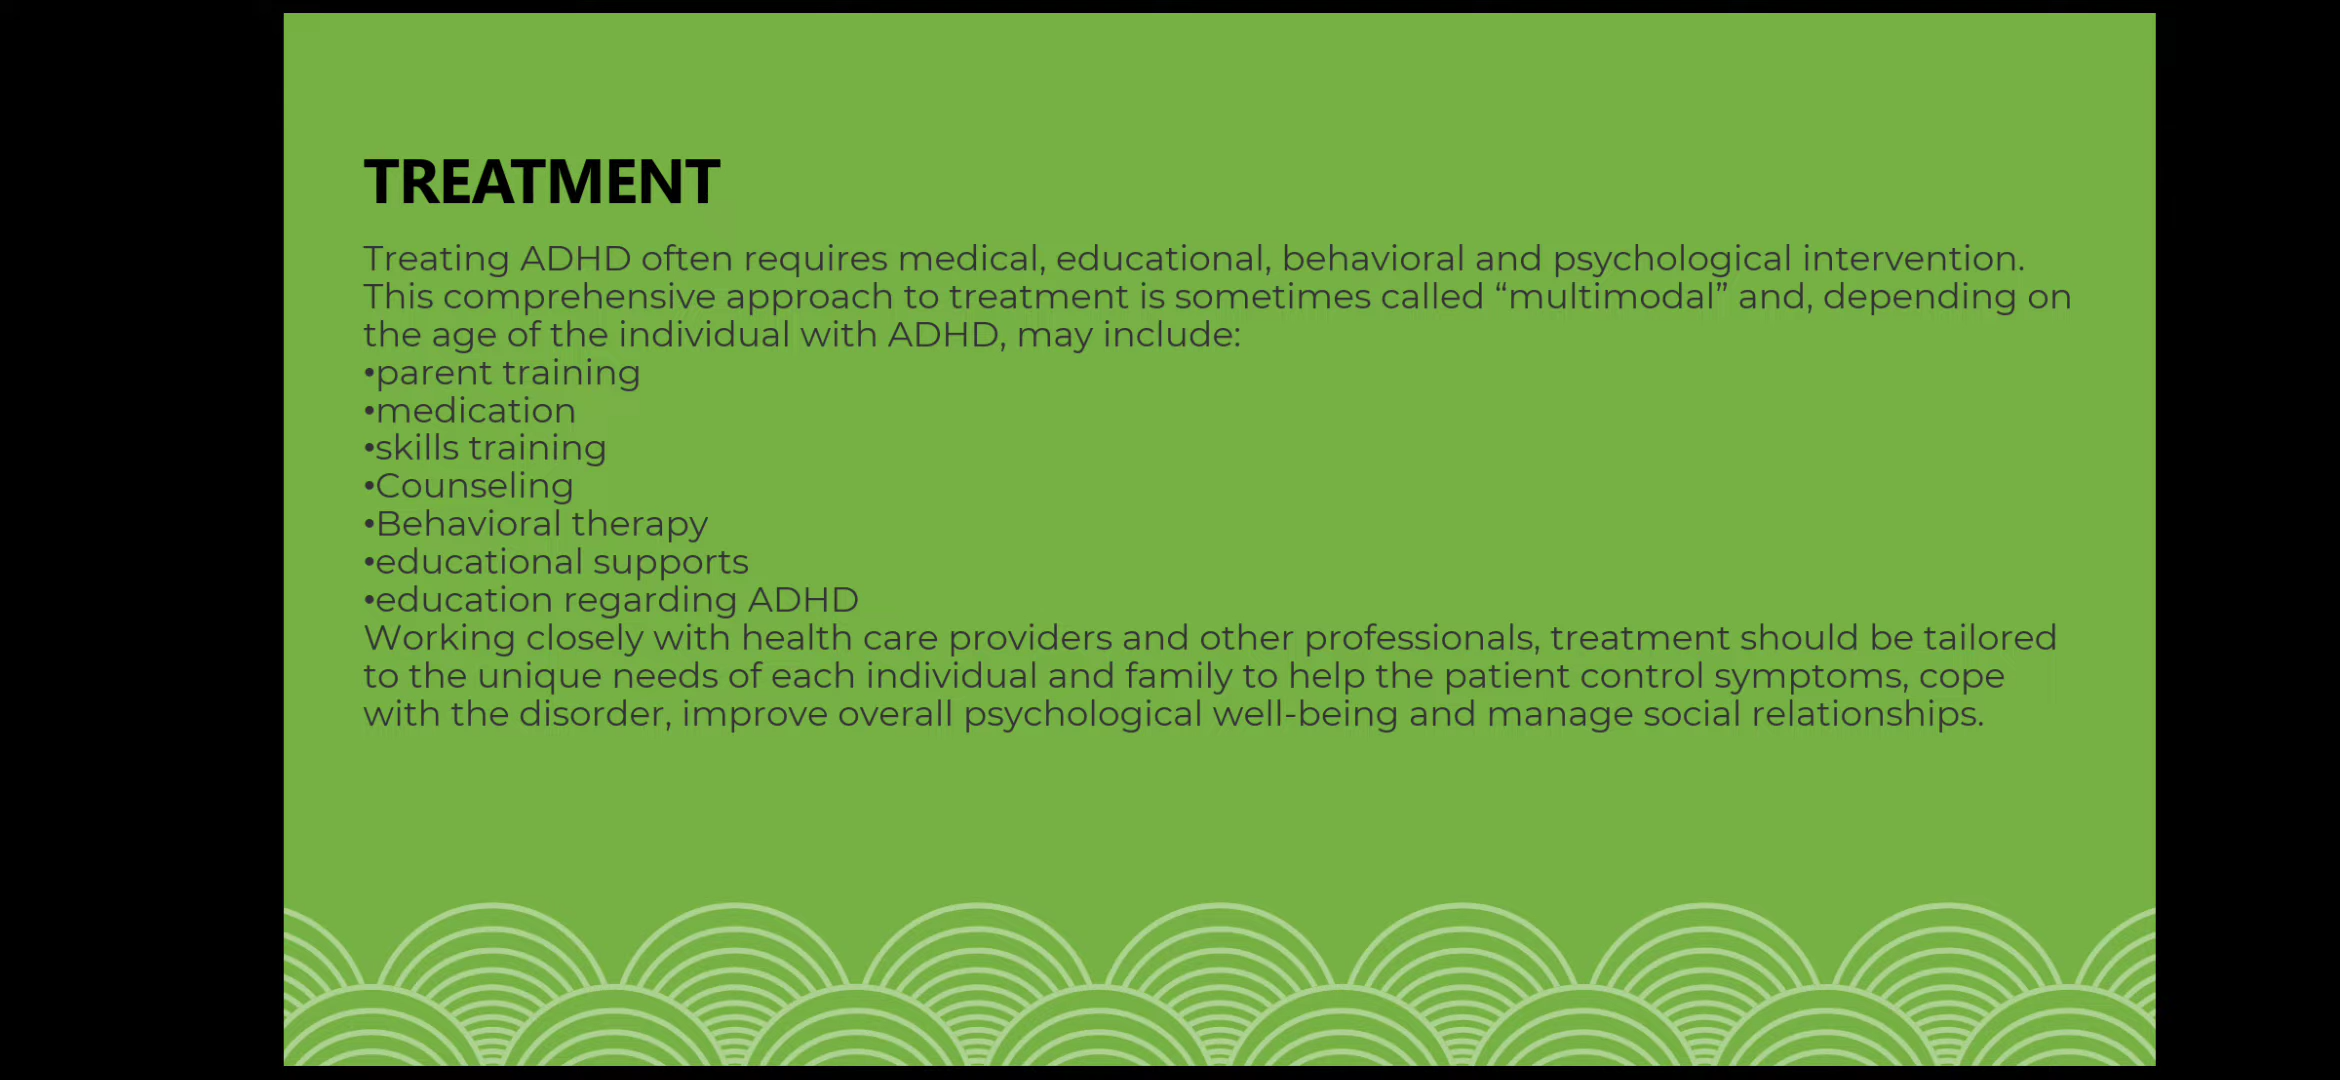 TREATMENT
Treating ADHD often requires medical, educational, behavioral and psychological intervention.
This comprehensive approach to treatment is sometimes called “multimodal” and, depending on
the age of the individual with ADHD, may include:
•parent training
•medication
•skills training
•Counseling
•Behavioral therapy
•educational supports
•education regarding ADHD
Working closely with health care providers and other professionals, treatment should be tailored
to the unique needs of each individual and family to help the patient control symptoms, cope
with the disorder, improve overall psychological well-being and manage social relationships.